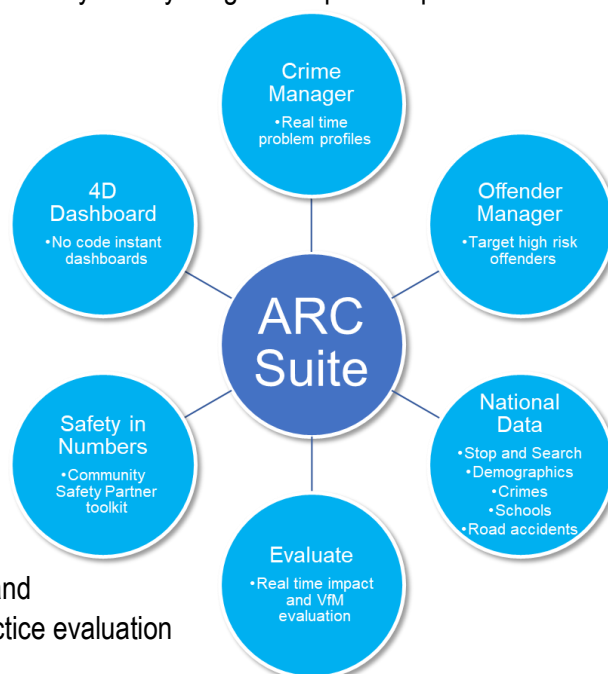 Crime
Manager
•Real time
problem profiles
4D
Dashboard
•No code instant
dashboards
Offender
Manager
•Target high risk
offenders
ARC
Suite
Safety in
Numbers
•Community
Safety Partner
toolkit
National
Data
•Stop and Search
•Demographics
•Crimes
•Schools
•Road accidents
Evaluate
•Real time impact
and VfM
evaluation
and
ctice evaluation